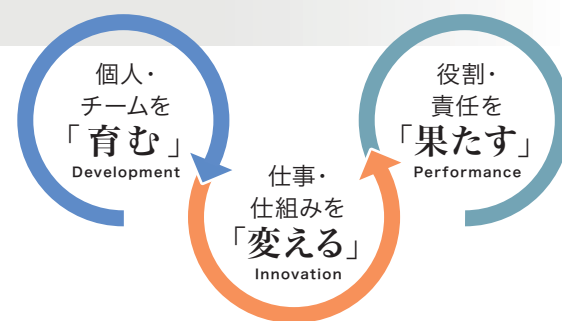 個人・
チームを
「育む」
Development
仕事・
仕組みを
「変える」
Innovation
役割・
責任を
「果たす」
Performance